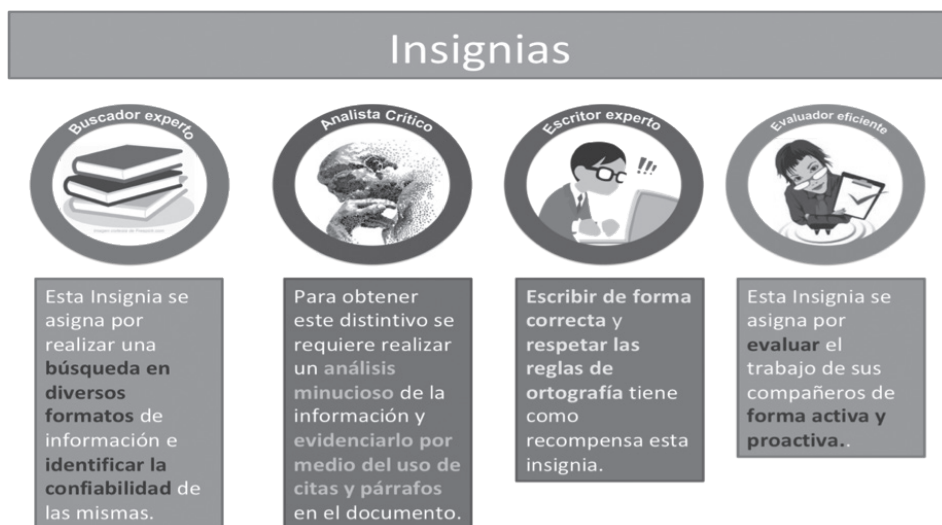 Insignias
Buscador experto
Esta Insignia se
asigna por
realizar una
búsqueda en
diversos
formatos de
información e
identificar la
confiabilidad de
las mismas.
Analista Crítico
Para obtener
este distintivo se
requiere realizar
un análisis
minucioso de la
información y
evidenciarlo por
medio del uso de
citas y párrafos
en el documento.
Escritor experto
!!!
Escribir de forma
correcta y
respetar las
reglas de
ortografía tiene
como
recompensa esta
insignia.
Evaluador eficiente
Esta Insignia se
asigna por
evaluar el
trabajo de sus
compañeros de
forma activa y
proactiva..